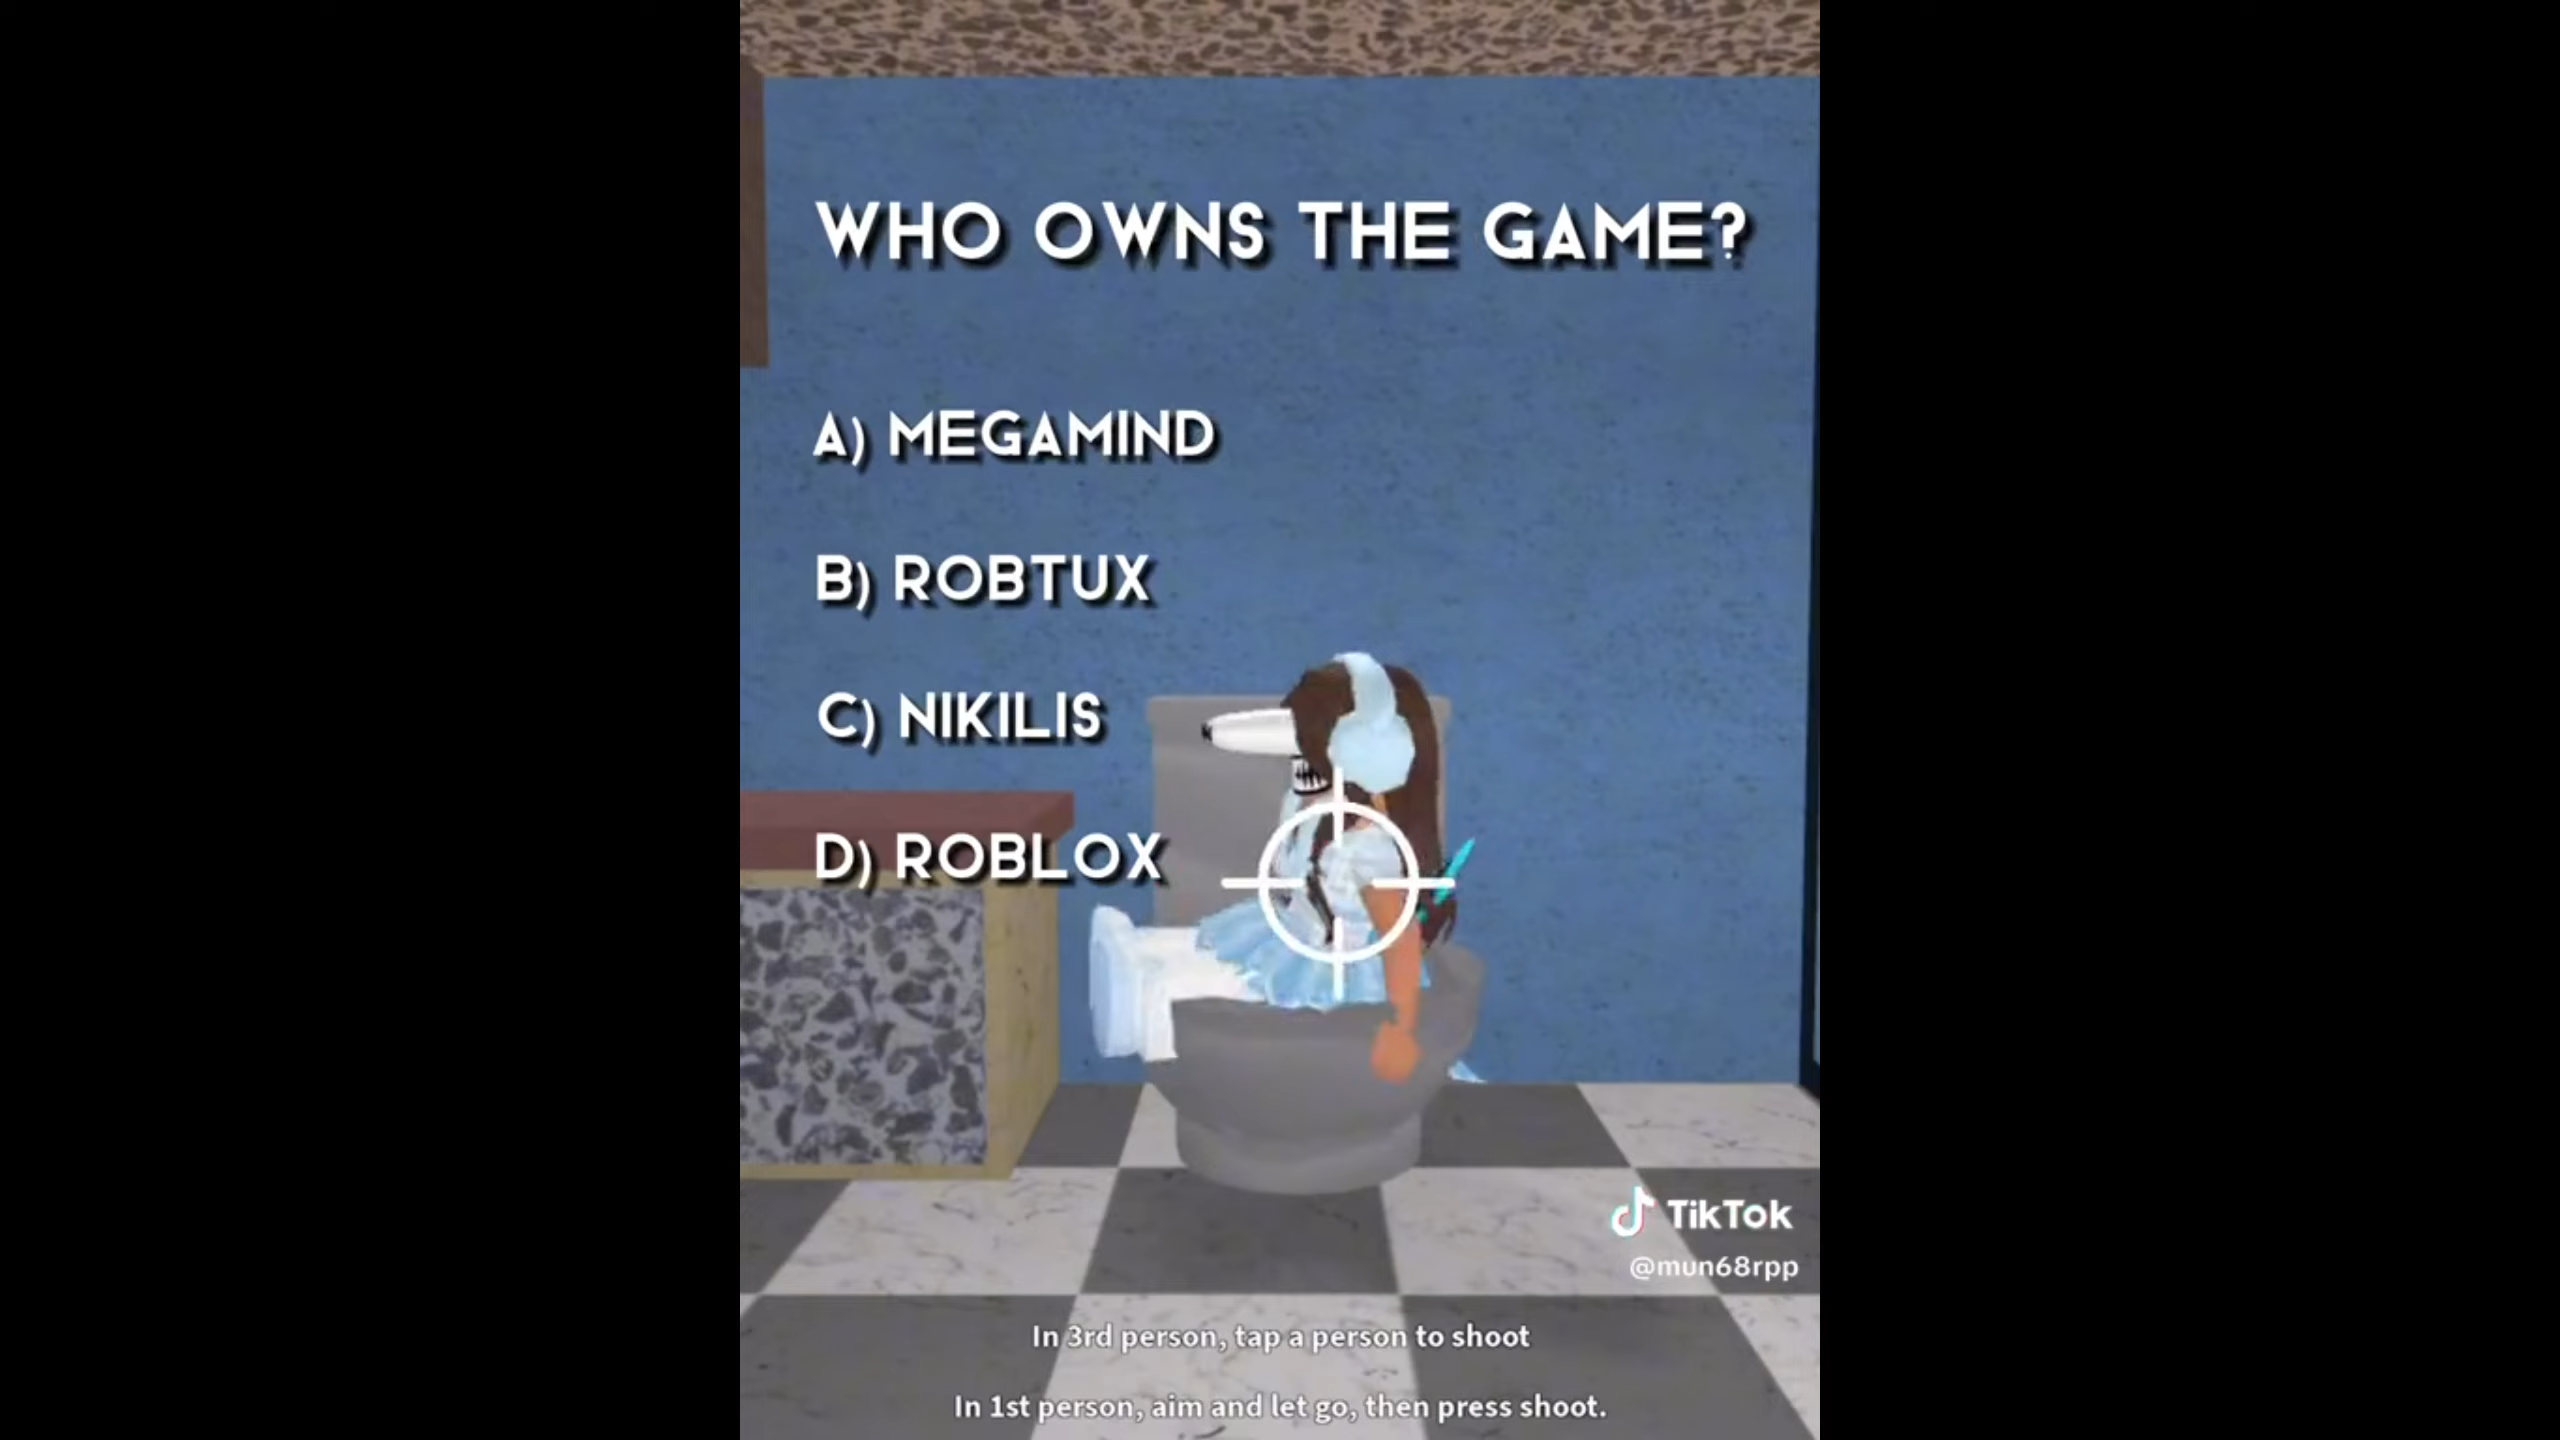 WHO OWNS THE GAME?
A) MEGAMIND
B) ROBTUX
C) NIKILIS
D) ROBLOX
TikTok
@mun68rpp
In 3rd person, tap a person to shoot
In 1st person, aim and let go, then press shoot.